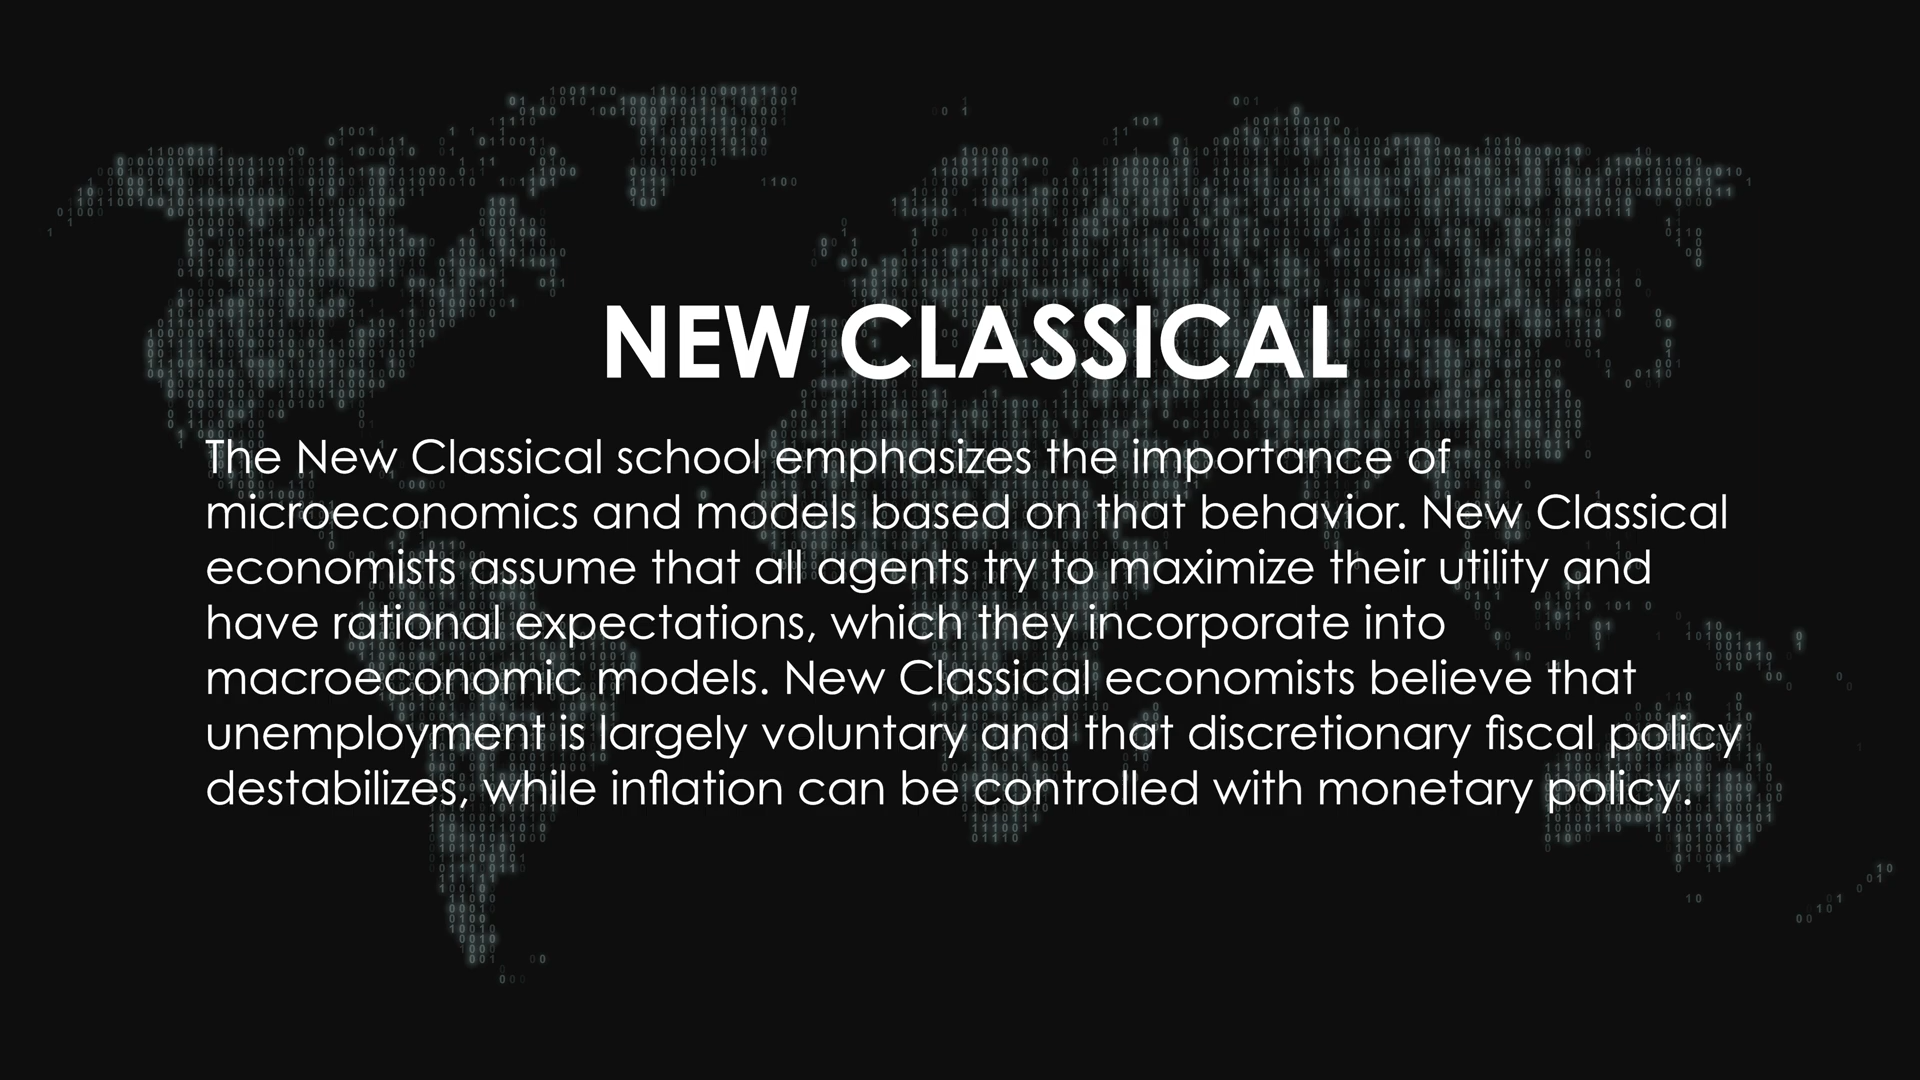 NEW CLASSICAL
The New Classical school emphasizes the importance of
microeconomics and models based on that behavior. New Classical
economists assume that all agents try to maximize their utility and
have rational expectations, which they incorporate into
macroeconomic models. New Classical economists believe that
unemployment is largely voluntary and that discretionary fiscal policy
destabilizes, while inflation can be controlled with monetary policy.